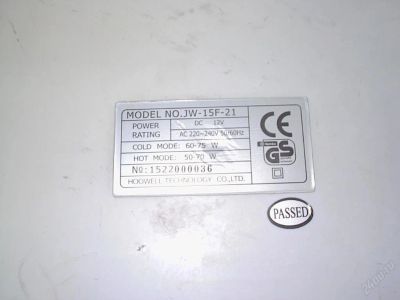 MODEL NO.JW-15F-21
POWER RATING
DC 12V
AC 220~240V 50/60Hz
COLD MODE: 60-75 W
HOT MODE: 50-70 W
№:1522000036
HOOWELL TECHNOLOGY CO.,LTD.
CE
GS
PASSED